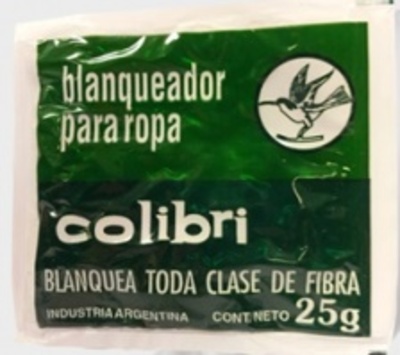 blanqueador
para ropa
colibri
BLANQUEA TODA CLASE DE FIBRA
INDUSTRIA ARGENTINA CONT. NETO 25g